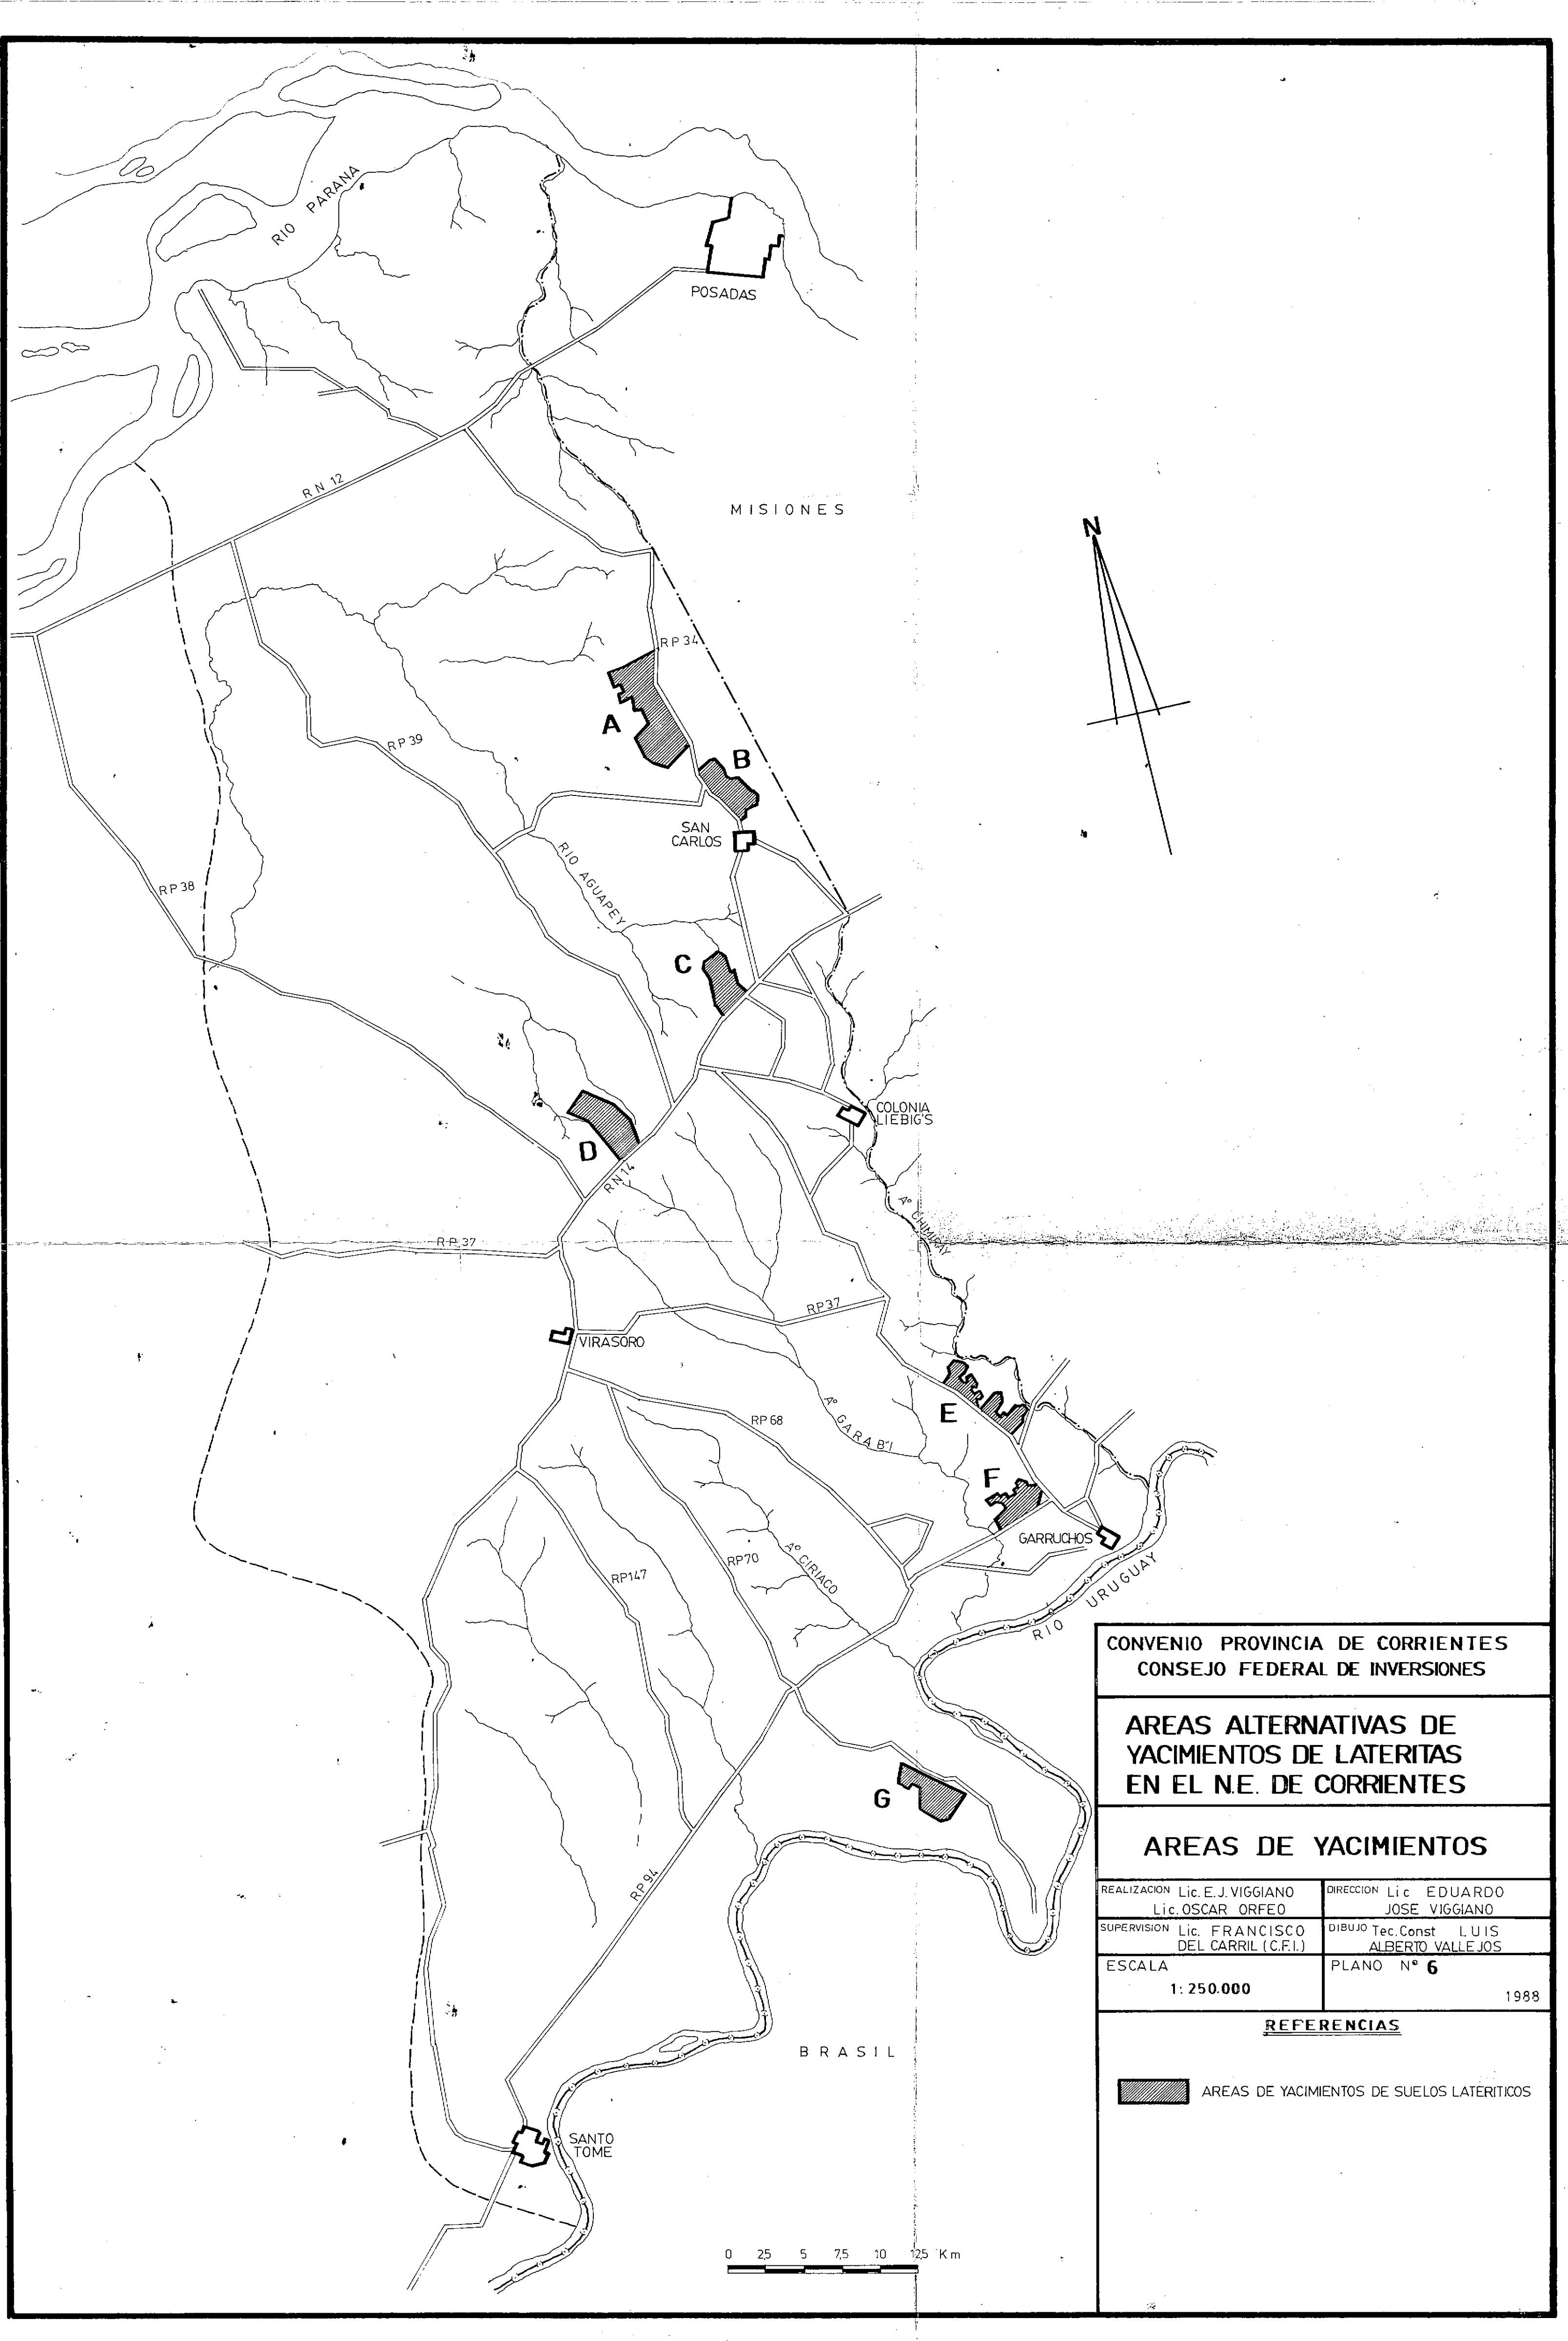 RIO PARANA
POSADAS
RN 12
MISIONES
N
RP 34
A
RP 39
B
SAN
CARLOS
RIO AGUAPEY
RP 38
C
COLONIA
LIEBIG'S
D
RN 14
Aº CHIMIRAY
RP 37
RP 37
VIRASORO
E
RP 68
Aº GARABI
F
GARRUCHOS
RP 70
Aº CIRIACO
RP 147
RIO URUGUAY
G
RP 94
BRASIL
SANTO
TOME
0 2,5 5 7,5 10 12,5 Km
CONVENIO PROVINCIA DE CORRIENTES
CONSEJO FEDERAL DE INVERSIONES
AREAS ALTERNATIVAS DE
YACIMIENTOS DE LATERITAS
EN EL N.E. DE CORRIENTES
AREAS DE YACIMIENTOS
REALIZACION Lic. E. J. VIGGIANO
Lic. OSCAR ORFEO
DIRECCION Lic EDUARDO
JOSE VIGGIANO
SUPERVISION Lic. FRANCISCO
DEL CARRIL (C.F.I.)
DIBUJO Tec. Const LUIS
ALBERTO VALLEJOS
ESCALA
1: 250.000
PLANO Nº 6
1988
REFERENCIAS
AREAS DE YACIMIENTOS DE SUELOS LATERITICOS